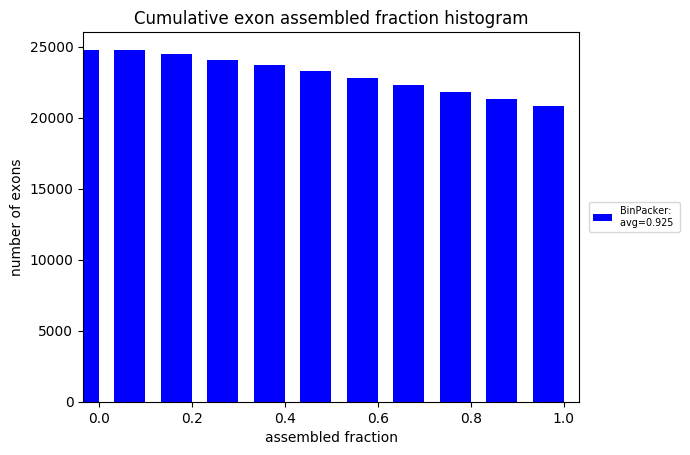 Cumulative exon assembled fraction histogram
25000
20000
15000
10000
5000
0
number of exons
0.0 0.2 0.4 0.6 0.8 1.0
assembled fraction
BinPacker:
avg=0.925